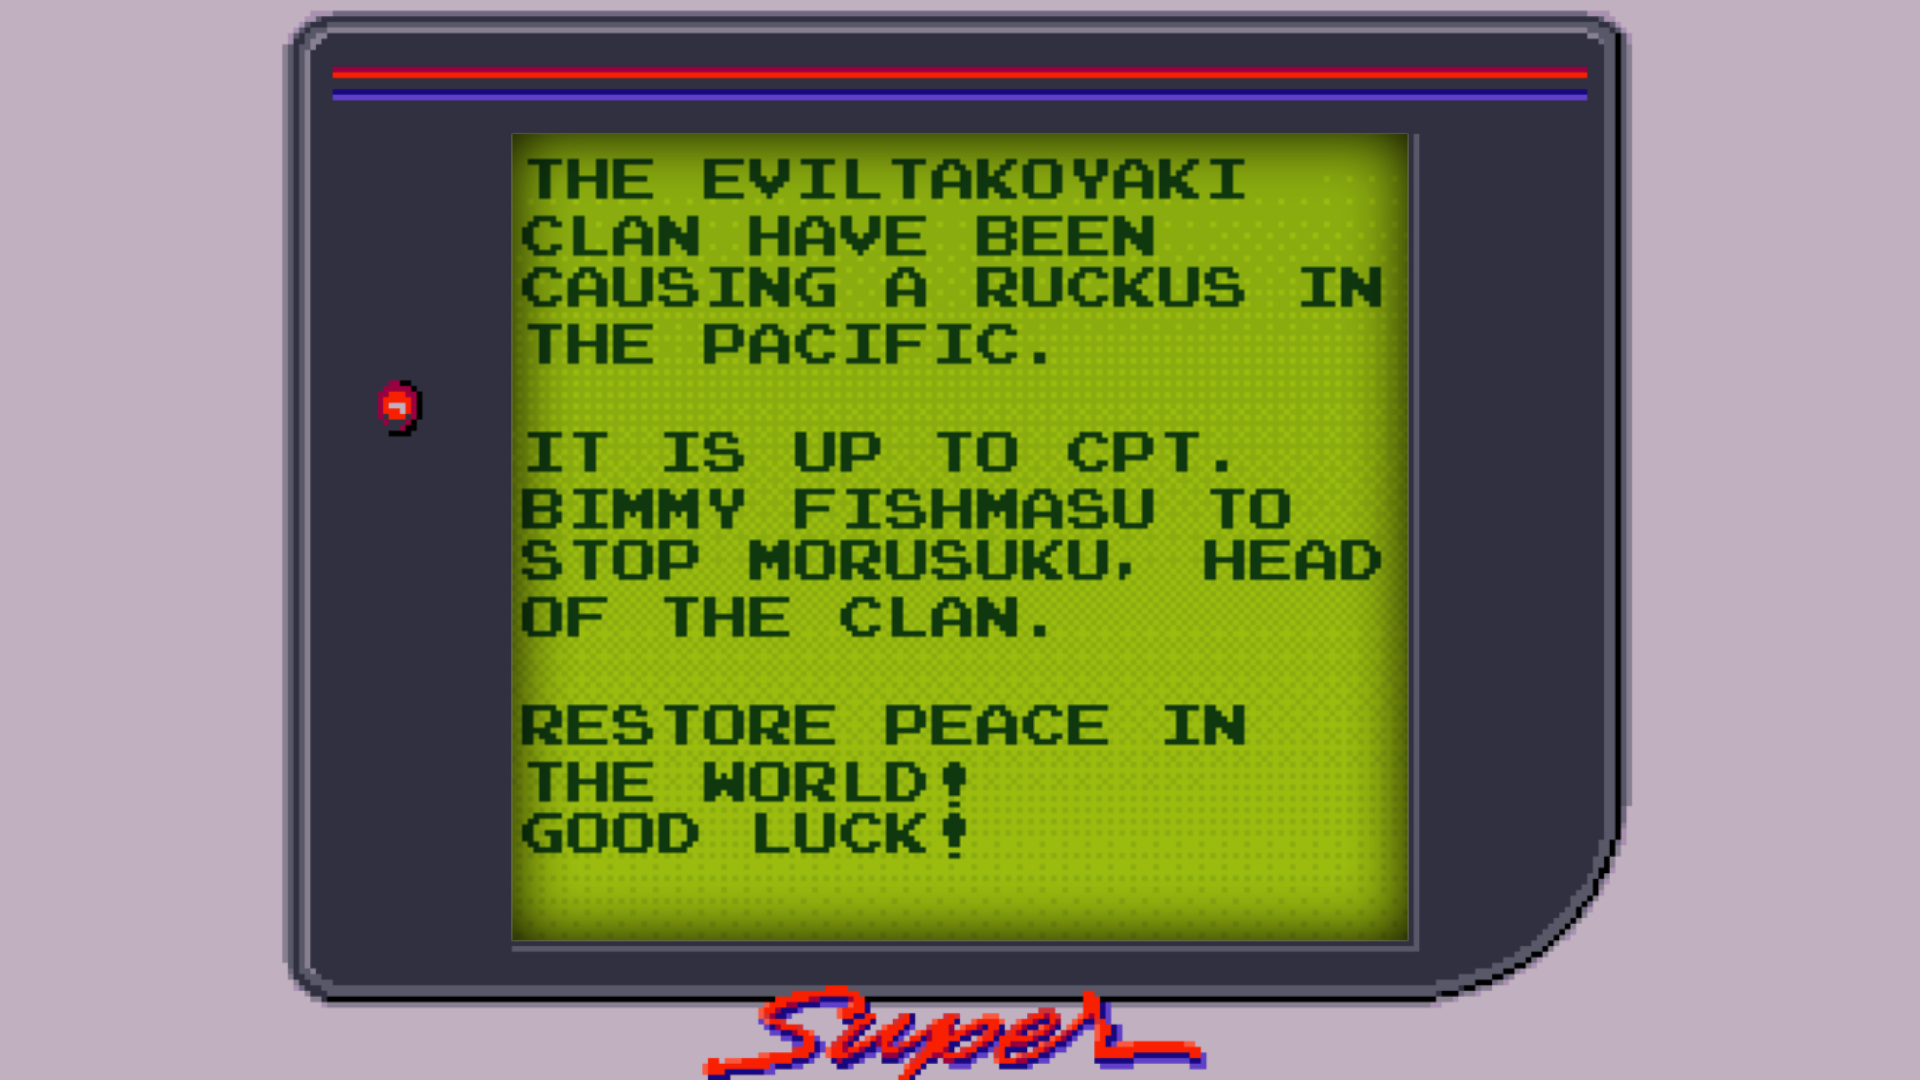 THE EVILTAKOYAKI
CLAN HAVE BEEN
CAUSING A RUCKUS IN
THE PACIFIC.
IT IS UP TO CPT.
BIMMY FISHMASU TO
STOP MORUSUKU, HEAD
OF THE CLAN.
RESTORE PEACE IN
THE WORLD!
GOOD LUCK!
Super